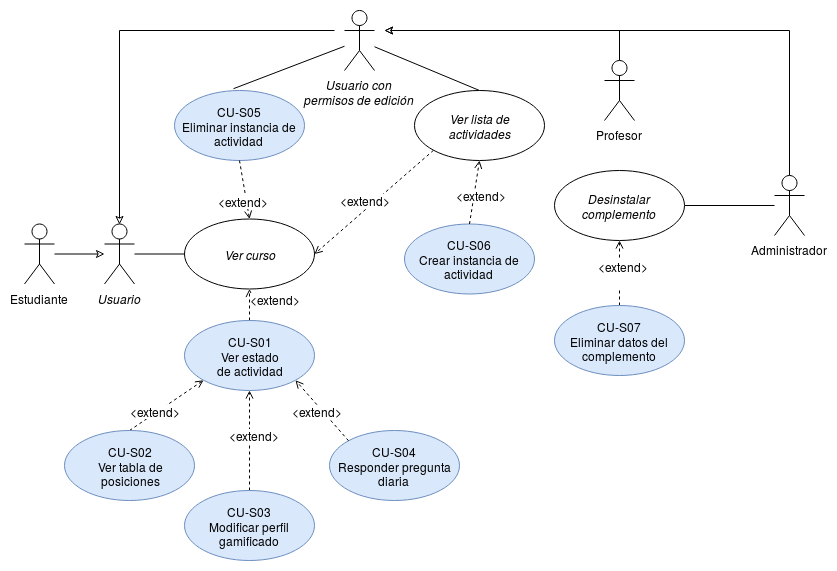 Usuario con
permisos de edición
CU-S05
Eliminar instancia de
actividad
Ver lista de
actividades
Profesor
<extend>
<extend>
<extend>
Desinstalar
complemento
Administrador
Estudiante
Usuario
Ver curso
CU-S06
Crear instancia de
actividad
<extend>
<extend>
CU-S01
Ver estado
de actividad
CU-S07
Eliminar datos del
complemento
<extend>
<extend>
<extend>
CU-S02
Ver tabla de
posiciones
CU-S04
Responder pregunta
diaria
CU-S03
Modificar perfil
gamificado